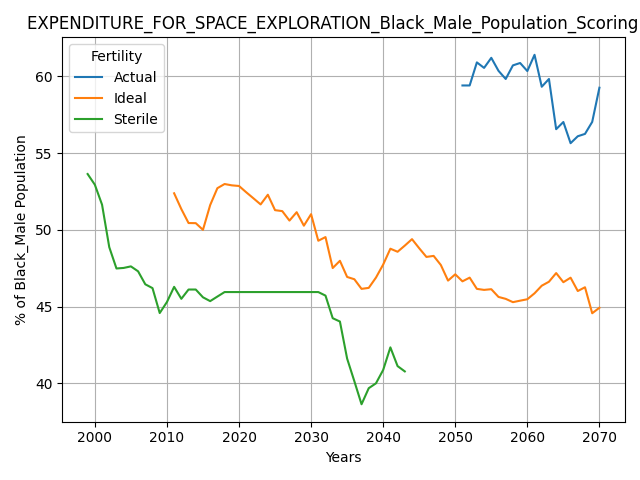 EXPENDITURE_FOR_SPACE_EXPLORATION_Black_Male_Population_Scoring
Fertility
Actual
Ideal
Sterile
% of Black_Male Population
60
55
50
45
40
2000 2010 2020 2030 2040 2050 2060 2070
Years